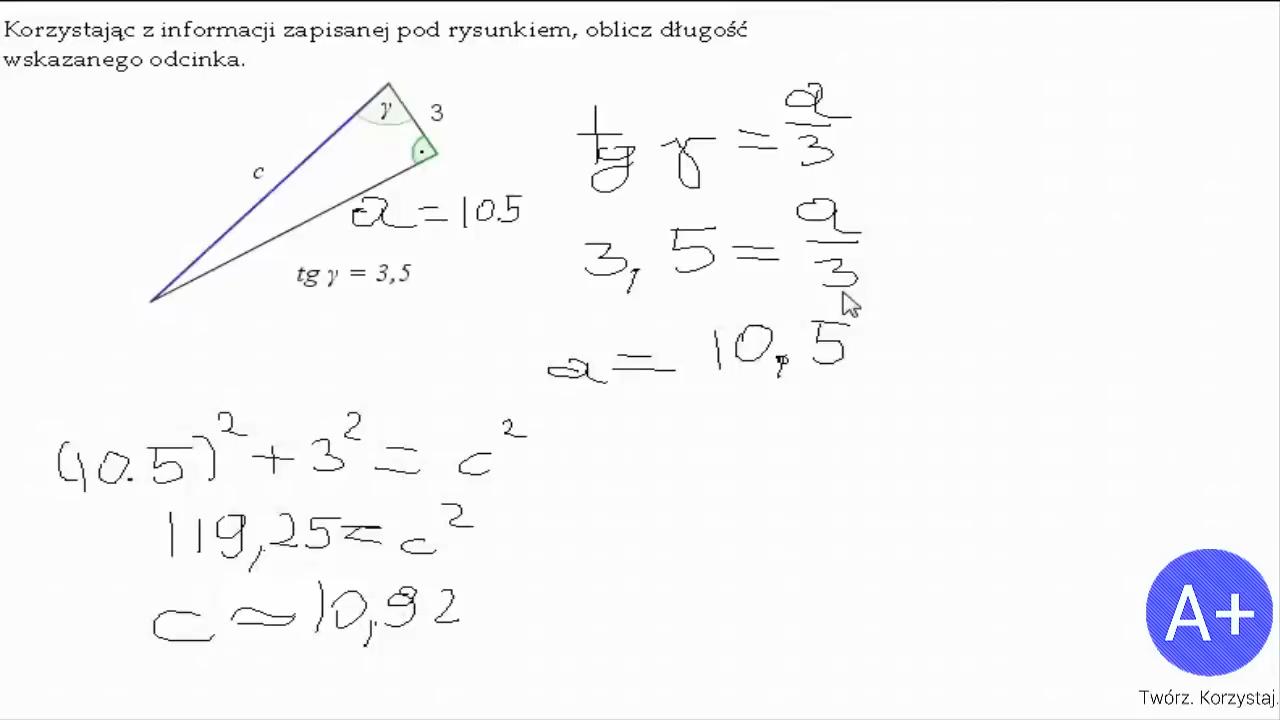 Korzystając z informacji zapisanej pod rysunkiem, oblicz długość
wskazanego odcinka.
γ
3
c
a = 10.5
tg γ = 3,5
tg γ = a/3
3,5 = a/3
a = 10,5
(10.5)² + 3² = c²
119,25 = c²
c ≈ 10,92
A+
Twórz. Korzystaj.